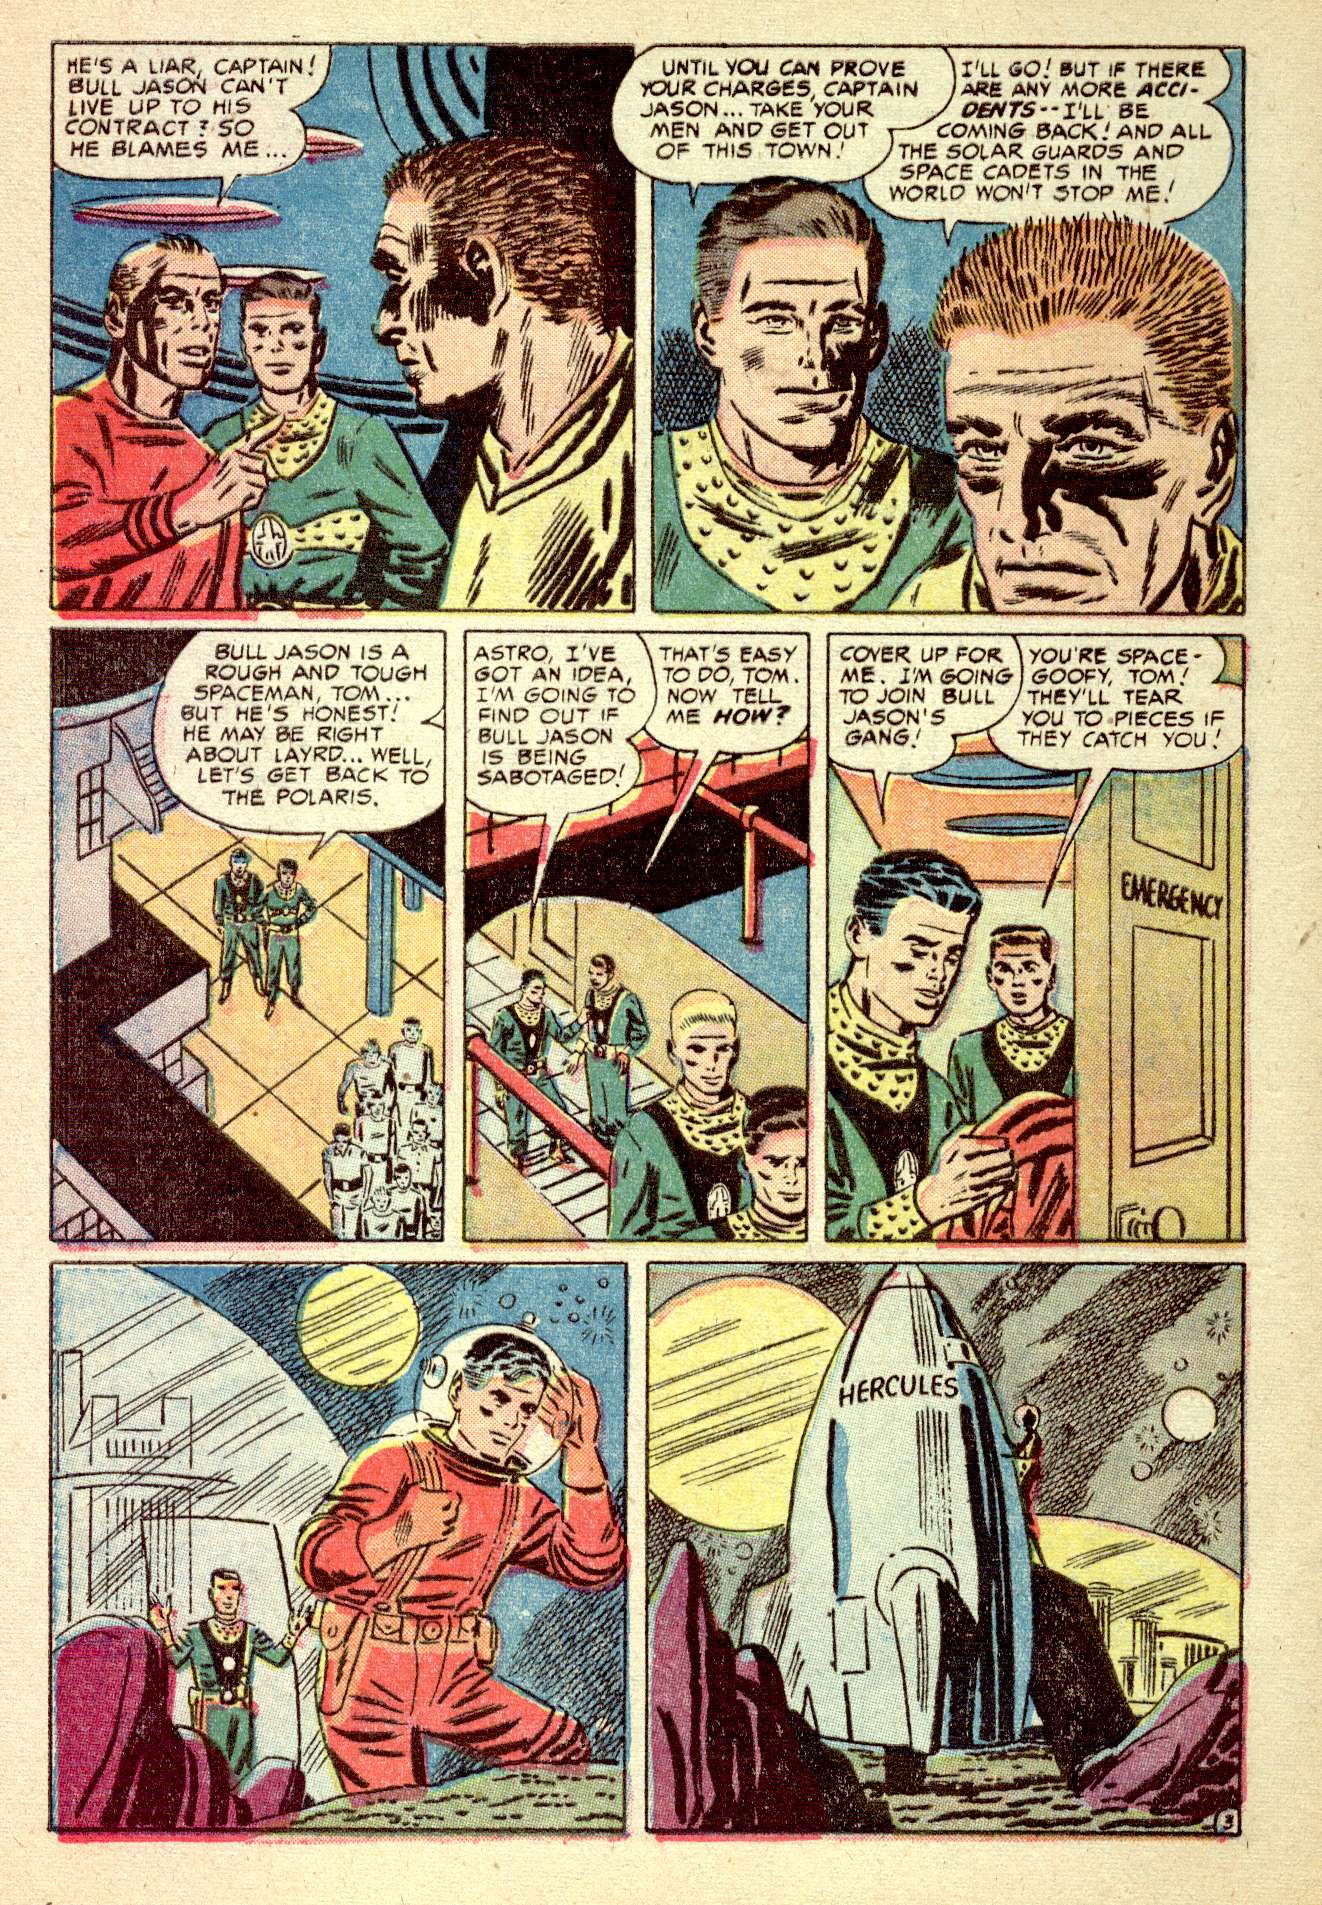 HE'S A LIAR, CAPTAIN!
BULL JASON CAN'T
LIVE UP TO HIS
CONTRACT? SO
HE BLAMES ME...
UNTIL YOU CAN PROVE
YOUR CHARGES, CAPTAIN
JASON... TAKE YOUR
MEN AND GET OUT
OF THIS TOWN!
I'LL GO! BUT IF THERE
ARE ANY MORE ACCI-
DENTS-- I'LL BE
COMING BACK! AND ALL
THE SOLAR GUARDS AND
SPACE CADETS IN THE
WORLD WON'T STOP ME!
BULL JASON IS A
ROUGH AND TOUGH
SPACEMAN, TOM...
BUT HE'S HONEST!
HE MAY BE RIGHT
ABOUT LAYRD... WELL,
LET'S GET BACK TO
THE POLARIS.
ASTRO, I'VE
GOT AN IDEA,
I'M GOING TO
FIND OUT IF
BULL JASON
IS BEING
SABOTAGED!
THAT'S EASY
TO DO, TOM.
NOW TELL
ME HOW?
COVER UP FOR
ME. I'M GOING
TO JOIN BULL
JASON'S
GANG!
YOU'RE SPACE-
GOOFY, TOM!
THEY'LL TEAR
YOU TO PIECES IF
THEY CATCH YOU!
EMERGENCY
HERCULES
3